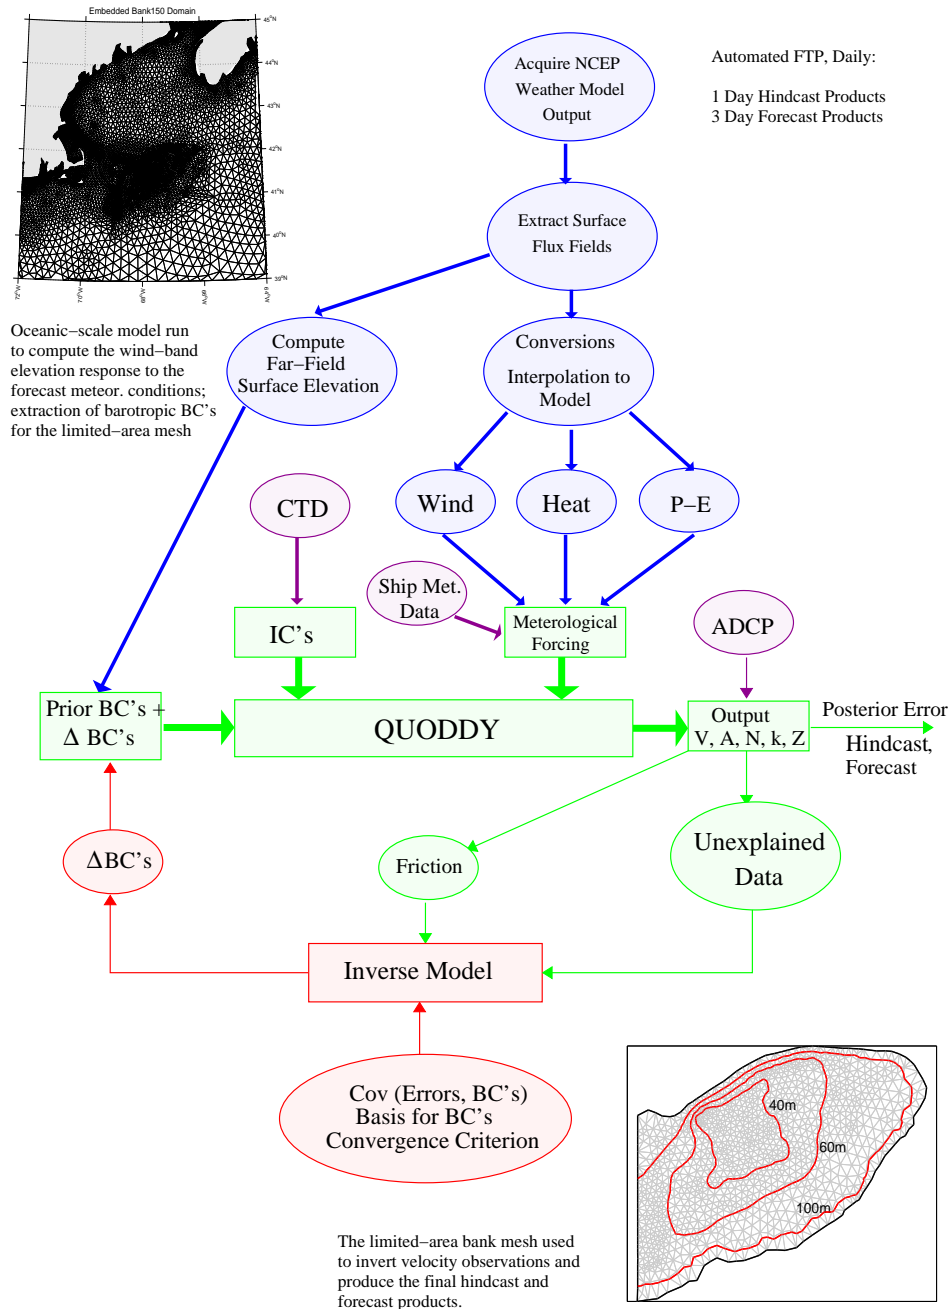 Embedded Bank150 Domain
45°N
44°N
43°N
42°N
41°N
40°N
39°N
72°W
70°W
68°W
66°W
64°W
Acquire NCEP
Weather Model
Output
Automated FTP, Daily:
1 Day Hindcast Products
3 Day Forecast Products
Extract Surface
Flux Fields
Oceanic−scale model run
to compute the wind−band
elevation response to the
forecast meteor. conditions;
extraction of barotropic BC's
for the limited−area mesh
Compute
Far−Field
Surface Elevation
Conversions
Interpolation to
Model
CTD
Wind
Heat
P−E
Ship Met.
Data
IC's
Meterological
Forcing
ADCP
Prior BC's +
Δ BC's
QUODDY
Output
V, A, N, k, Z
Posterior Error
Hindcast,
Forecast
ΔBC's
Friction
Unexplained
Data
Inverse Model
Cov (Errors, BC's)
Basis for BC's
Convergence Criterion
40m
60m
100m
The limited−area bank mesh used
to invert velocity observations and
produce the final hindcast and
forecast products.